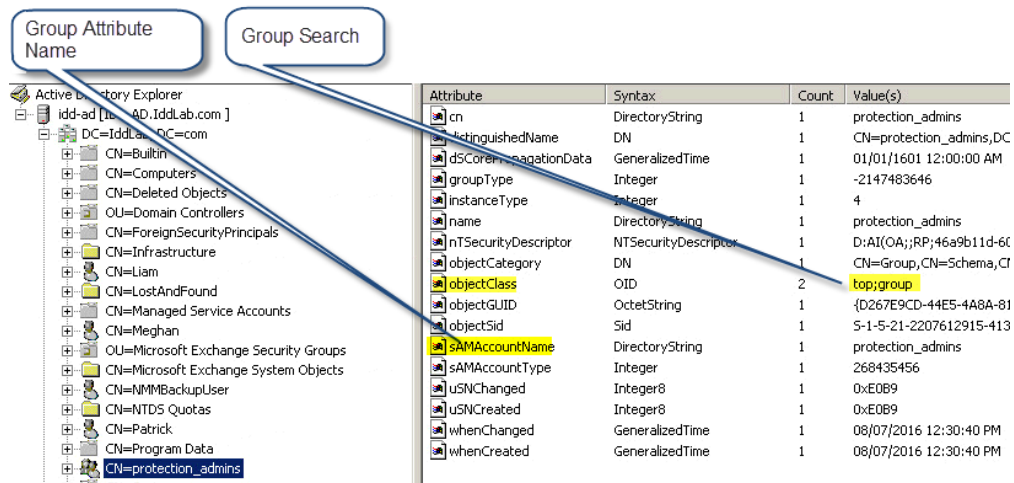 Group Attribute
Name
Group Search
Active Directory Explorer
idd-ad [ID AD.IddLab.com ]
DC=IddLab,DC=com
CN=Builtin
CN=Computers
CN=Deleted Objects
OU=Domain Controllers
CN=ForeignSecurityPrincipals
CN=Infrastructure
CN=Liam
CN=LostAndFound
CN=Managed Service Accounts
CN=Meghan
OU=Microsoft Exchange Security Groups
CN=Microsoft Exchange System Objects
CN=NMMBackupUser
CN=NTDS Quotas
CN=Patrick
CN=Program Data
CN=protection_admins
Attribute Syntax Count Value(s)
cn DirectoryString 1 protection_admins
distinguishedName DN 1 CN=protection_admins,DC
dSCorePropagationData GeneralizedTime 1 01/01/1601 12:00:00 AM
groupType Integer 1 -2147483646
instanceType Integer 1 4
name DirectoryString 1 protection_admins
nTSecurityDescriptor NTSecurityDescriptor 1 D:AI(OA;;RP;46a9b11d-60
objectCategory DN 1 CN=Group,CN=Schema,CN
objectClass OID 2 top;group
objectGUID OctetString 1 {D267E9CD-44E5-4A8A-81
objectSid Sid 1 S-1-5-21-2207612915-413
sAMAccountName DirectoryString 1 protection_admins
sAMAccountType Integer 1 268435456
uSNChanged Integer8 1 0xE0B9
uSNCreated Integer8 1 0xE0B9
whenChanged GeneralizedTime 1 08/07/2016 12:30:40 PM
whenCreated GeneralizedTime 1 08/07/2016 12:30:40 PM